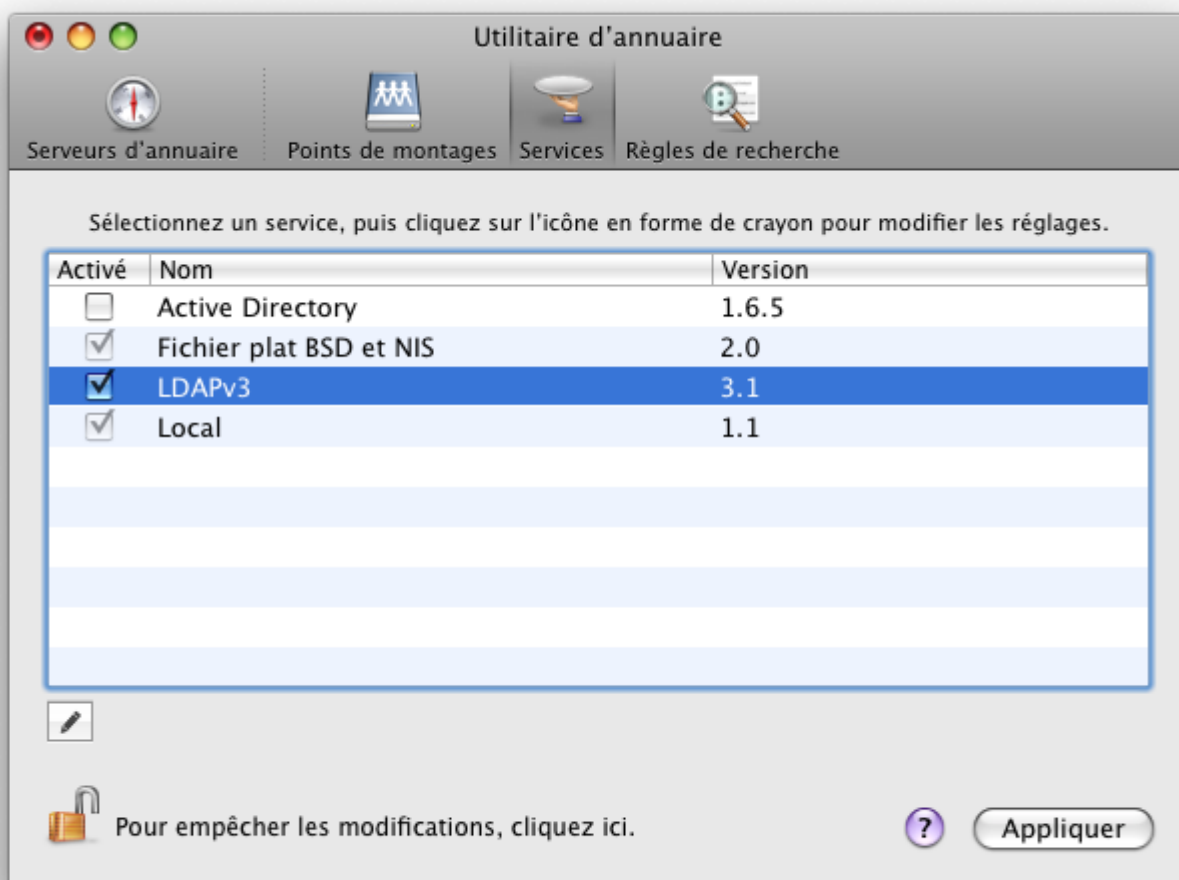 Utilitaire d'annuaire
Serveurs d'annuaire Points de montages Services Règles de recherche
Sélectionnez un service, puis cliquez sur l'icône en forme de crayon pour modifier les réglages.
Activé Nom Version
Active Directory 1.6.5
Fichier plat BSD et NIS 2.0
LDAPv3 3.1
Local 1.1
Pour empêcher les modifications, cliquez ici. ? Appliquer